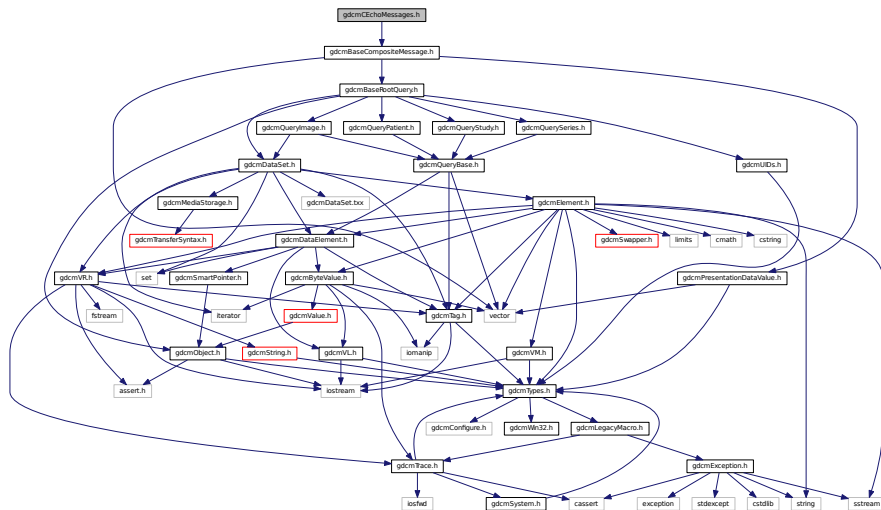 gdcmCEchoMessages.h
gdcmBaseCompositeMessage.h
gdcmBaseRootQuery.h
gdcmQueryImage.h
gdcmQueryPatient.h
gdcmQueryStudy.h
gdcmQuerySeries.h
gdcmDataSet.h
gdcmQueryBase.h
gdcmUIDs.h
gdcmMediaStorage.h
gdcmDataSet.txx
gdcmElement.h
gdcmTransferSyntax.h
gdcmDataElement.h
gdcmSwapper.h
limits
cmath
cstring
gdcmVR.h
set
gdcmSmartPointer.h
gdcmByteValue.h
gdcmPresentationDataValue.h
fstream
iterator
gdcmValue.h
gdcmTag.h
vector
gdcmObject.h
gdcmString.h
gdcmVL.h
iomanip
gdcmVM.h
assert.h
iostream
gdcmTypes.h
gdcmConfigure.h
gdcmWin32.h
gdcmLegacyMacro.h
gdcmTrace.h
gdcmException.h
iosfwd
gdcmSystem.h
cassert
exception
stdexcept
cstdlib
string
sstream